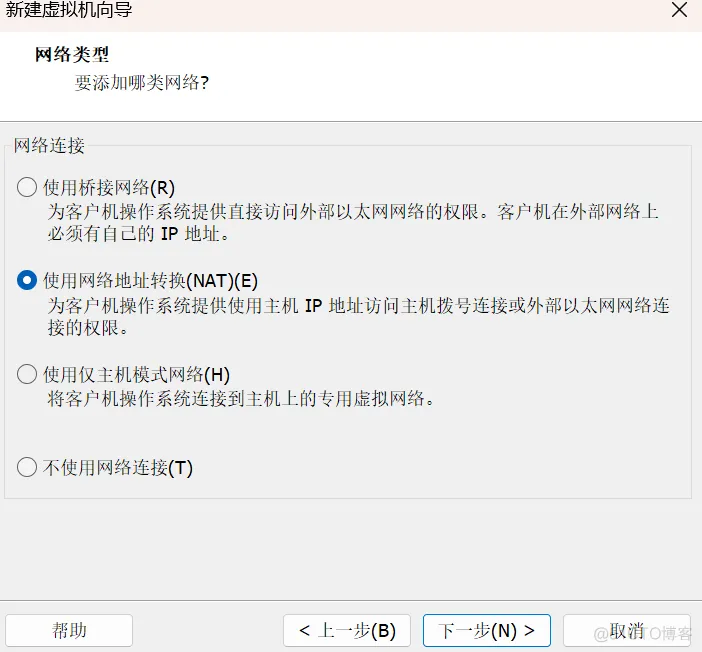 新建虚拟机向导
网络类型
要添加哪类网络?
网络连接
使用桥接网络(R)
为客户机操作系统提供直接访问外部以太网网络的权限。客户机在外部网络上
必须有自己的 IP 地址。
使用网络地址转换(NAT)(E)
为客户机操作系统提供使用主机 IP 地址访问主机拨号连接或外部以太网网络连
接的权限。
使用仅主机模式网络(H)
将客户机操作系统连接到主机上的专用虚拟网络。
不使用网络连接(T)
帮助
< 上一步(B)
下一步(N) >
取消